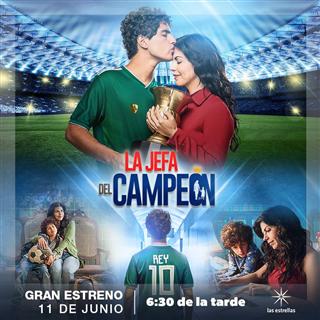 LA JEFA
DEL CAMPEÓN
REY
10
GRAN ESTRENO
11 DE JUNIO
6:30 de la tarde
las estrellas